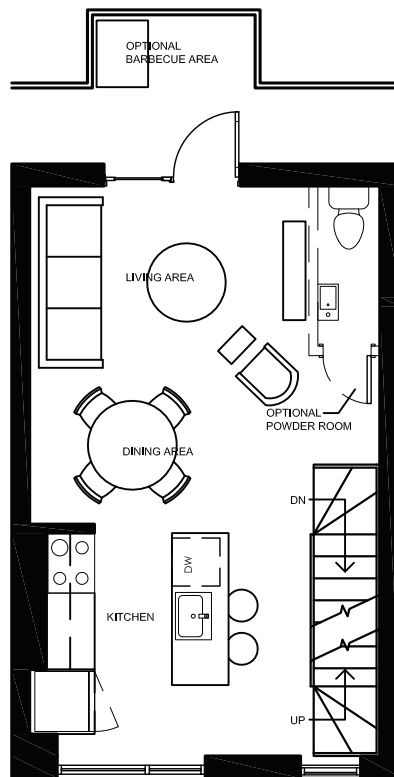 OPTIONAL
BARBECUE AREA
LIVING AREA
OPTIONAL
POWDER ROOM
DINING AREA
DN
DW
KITCHEN
UP